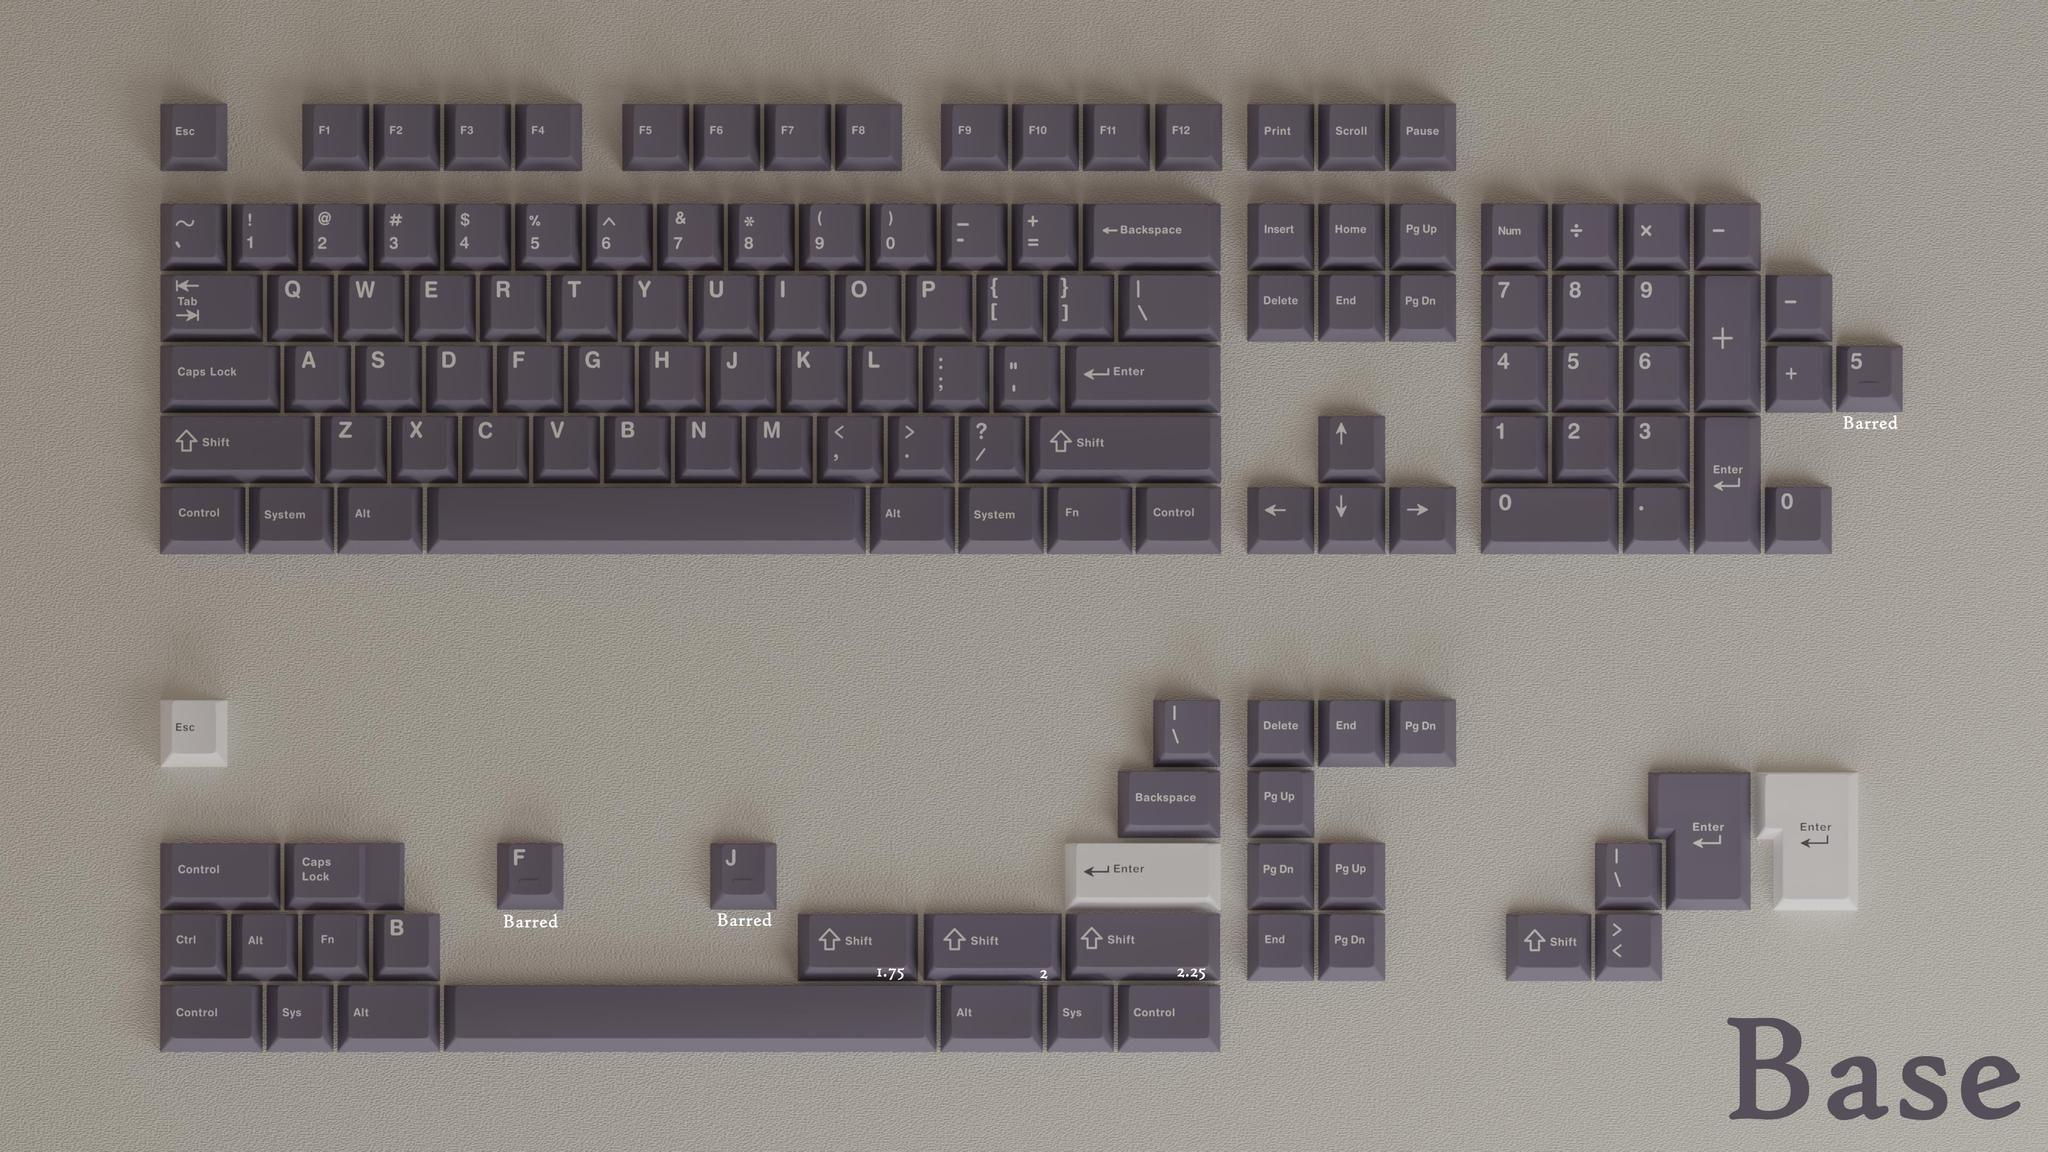 Esc F1 F2 F3 F4 F5 F6 F7 F8 F9 F10 F11 F12 Print Scroll Pause
~ ! @ # $ % ^ & * ( ) _ +
` 1 2 3 4 5 6 7 8 9 0 - = ←Backspace Insert Home Pg Up Num ÷ × −
⇤ Q W E R T Y U I O P { } | 7 8 9
Tab Delete End Pg Dn −
⇥ [ ] \
+
A S D F G H J K L : " 4 5 6 5
Caps Lock ; ' ↵ Enter +
Barred
Z X C V B N M < > ? ↑ 1 2 3
⇧ Shift , . / ⇧ Shift Enter
↵
Control System Alt Alt System Fn Control ← ↓ → 0 . 0
Esc | Delete End Pg Dn
\
Backspace Pg Up
Enter Enter
↵ ↵
Control Caps F J ↵ Enter Pg Dn Pg Up |
Lock \
Barred Barred
Ctrl Alt Fn B ⇧ Shift ⇧ Shift ⇧ Shift End Pg Dn ⇧ Shift >
<
1.75 2 2.25
Control Sys Alt Alt Sys Control
Base